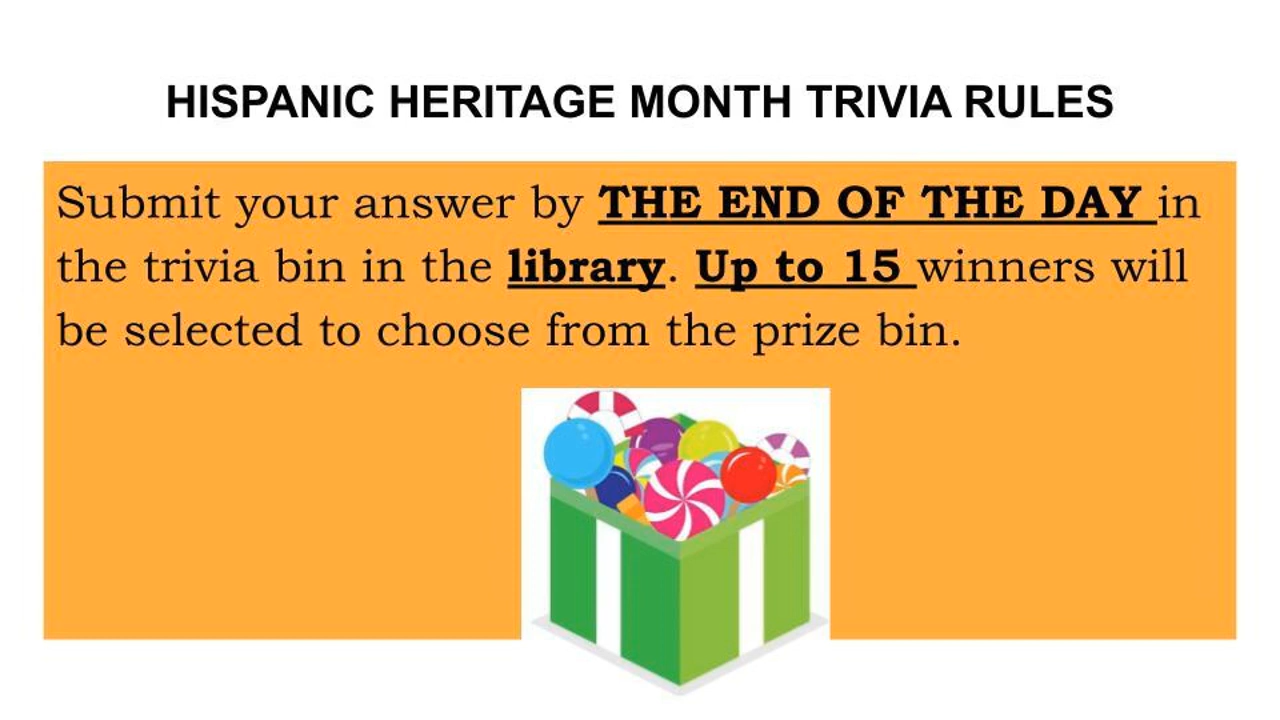 HISPANIC HERITAGE MONTH TRIVIA RULES
Submit your answer by THE END OF THE DAY in
the trivia bin in the library. Up to 15 winners will
be selected to choose from the prize bin.